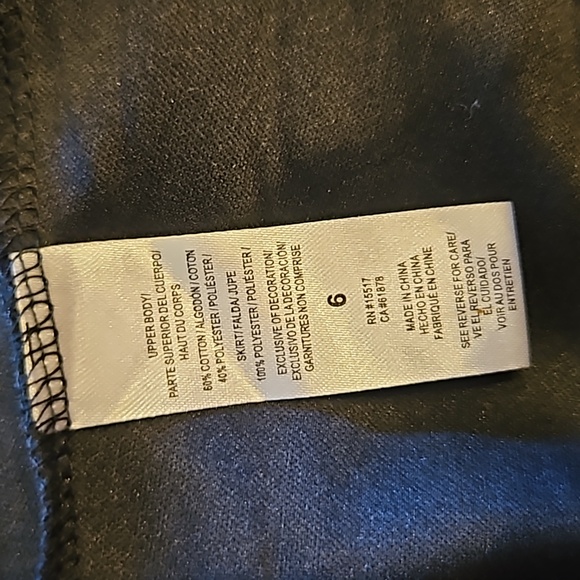 UPPER BODY/
PARTE SUPERIOR DEL CUERPO/
HAUT DU CORPS
60% COTTON / ALGODÓN / COTON
40% POLYESTER / POLIÉSTER /
SKIRT/ FALDA/ JUPE
100% POLYESTER / POLIÉSTER /
EXCLUSIVE OF DECORATION/
EXCLUSIVO DE LA DECORACIÓN/
GARNITURES NON COMPRISE
6
RN #15517
CA #61878
MADE IN CHINA
HECHO EN CHINA
FABRIQUÉ EN CHINE
SEE REVERSE FOR CARE/
VE EL REVERSO PARA
EL CUIDADO/
VOIR AU DOS POUR
ENTRETIEN